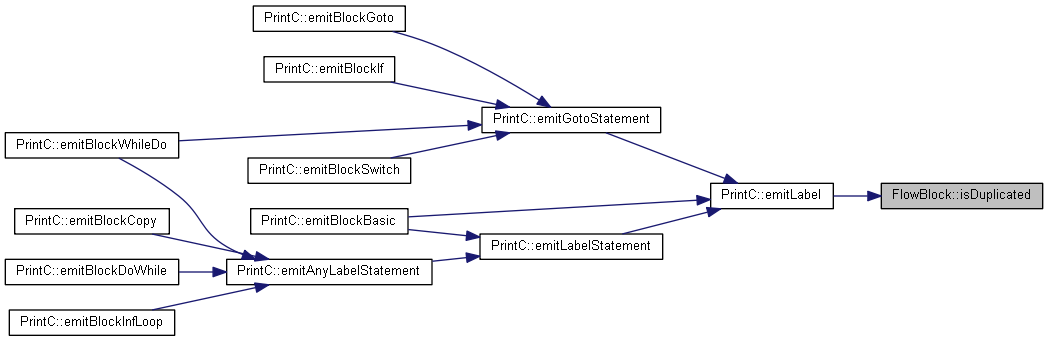 PrintC::emitBlockGoto
PrintC::emitBlockIf
PrintC::emitGotoStatement
PrintC::emitBlockWhileDo
PrintC::emitBlockSwitch
PrintC::emitLabel
FlowBlock::isDuplicated
PrintC::emitBlockCopy
PrintC::emitBlockBasic
PrintC::emitLabelStatement
PrintC::emitBlockDoWhile
PrintC::emitAnyLabelStatement
PrintC::emitBlockInfLoop